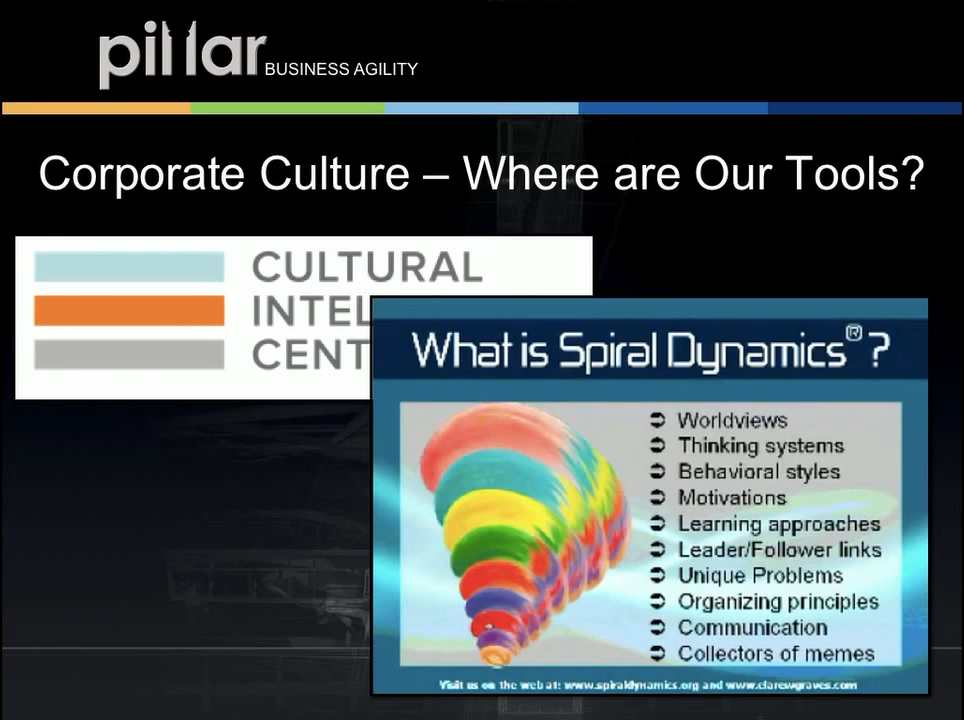 pillar BUSINESS AGILITY
Corporate Culture – Where are Our Tools?
CULTURAL
INTEL
CENT
What is Spiral Dynamics® ?
Worldviews
Thinking systems
Behavioral styles
Motivations
Learning approaches
Leader/Follower links
Unique Problems
Organizing principles
Communication
Collectors of memes
Visit us on the web at: www.spiraldynamics.org and www.clarewgraves.com